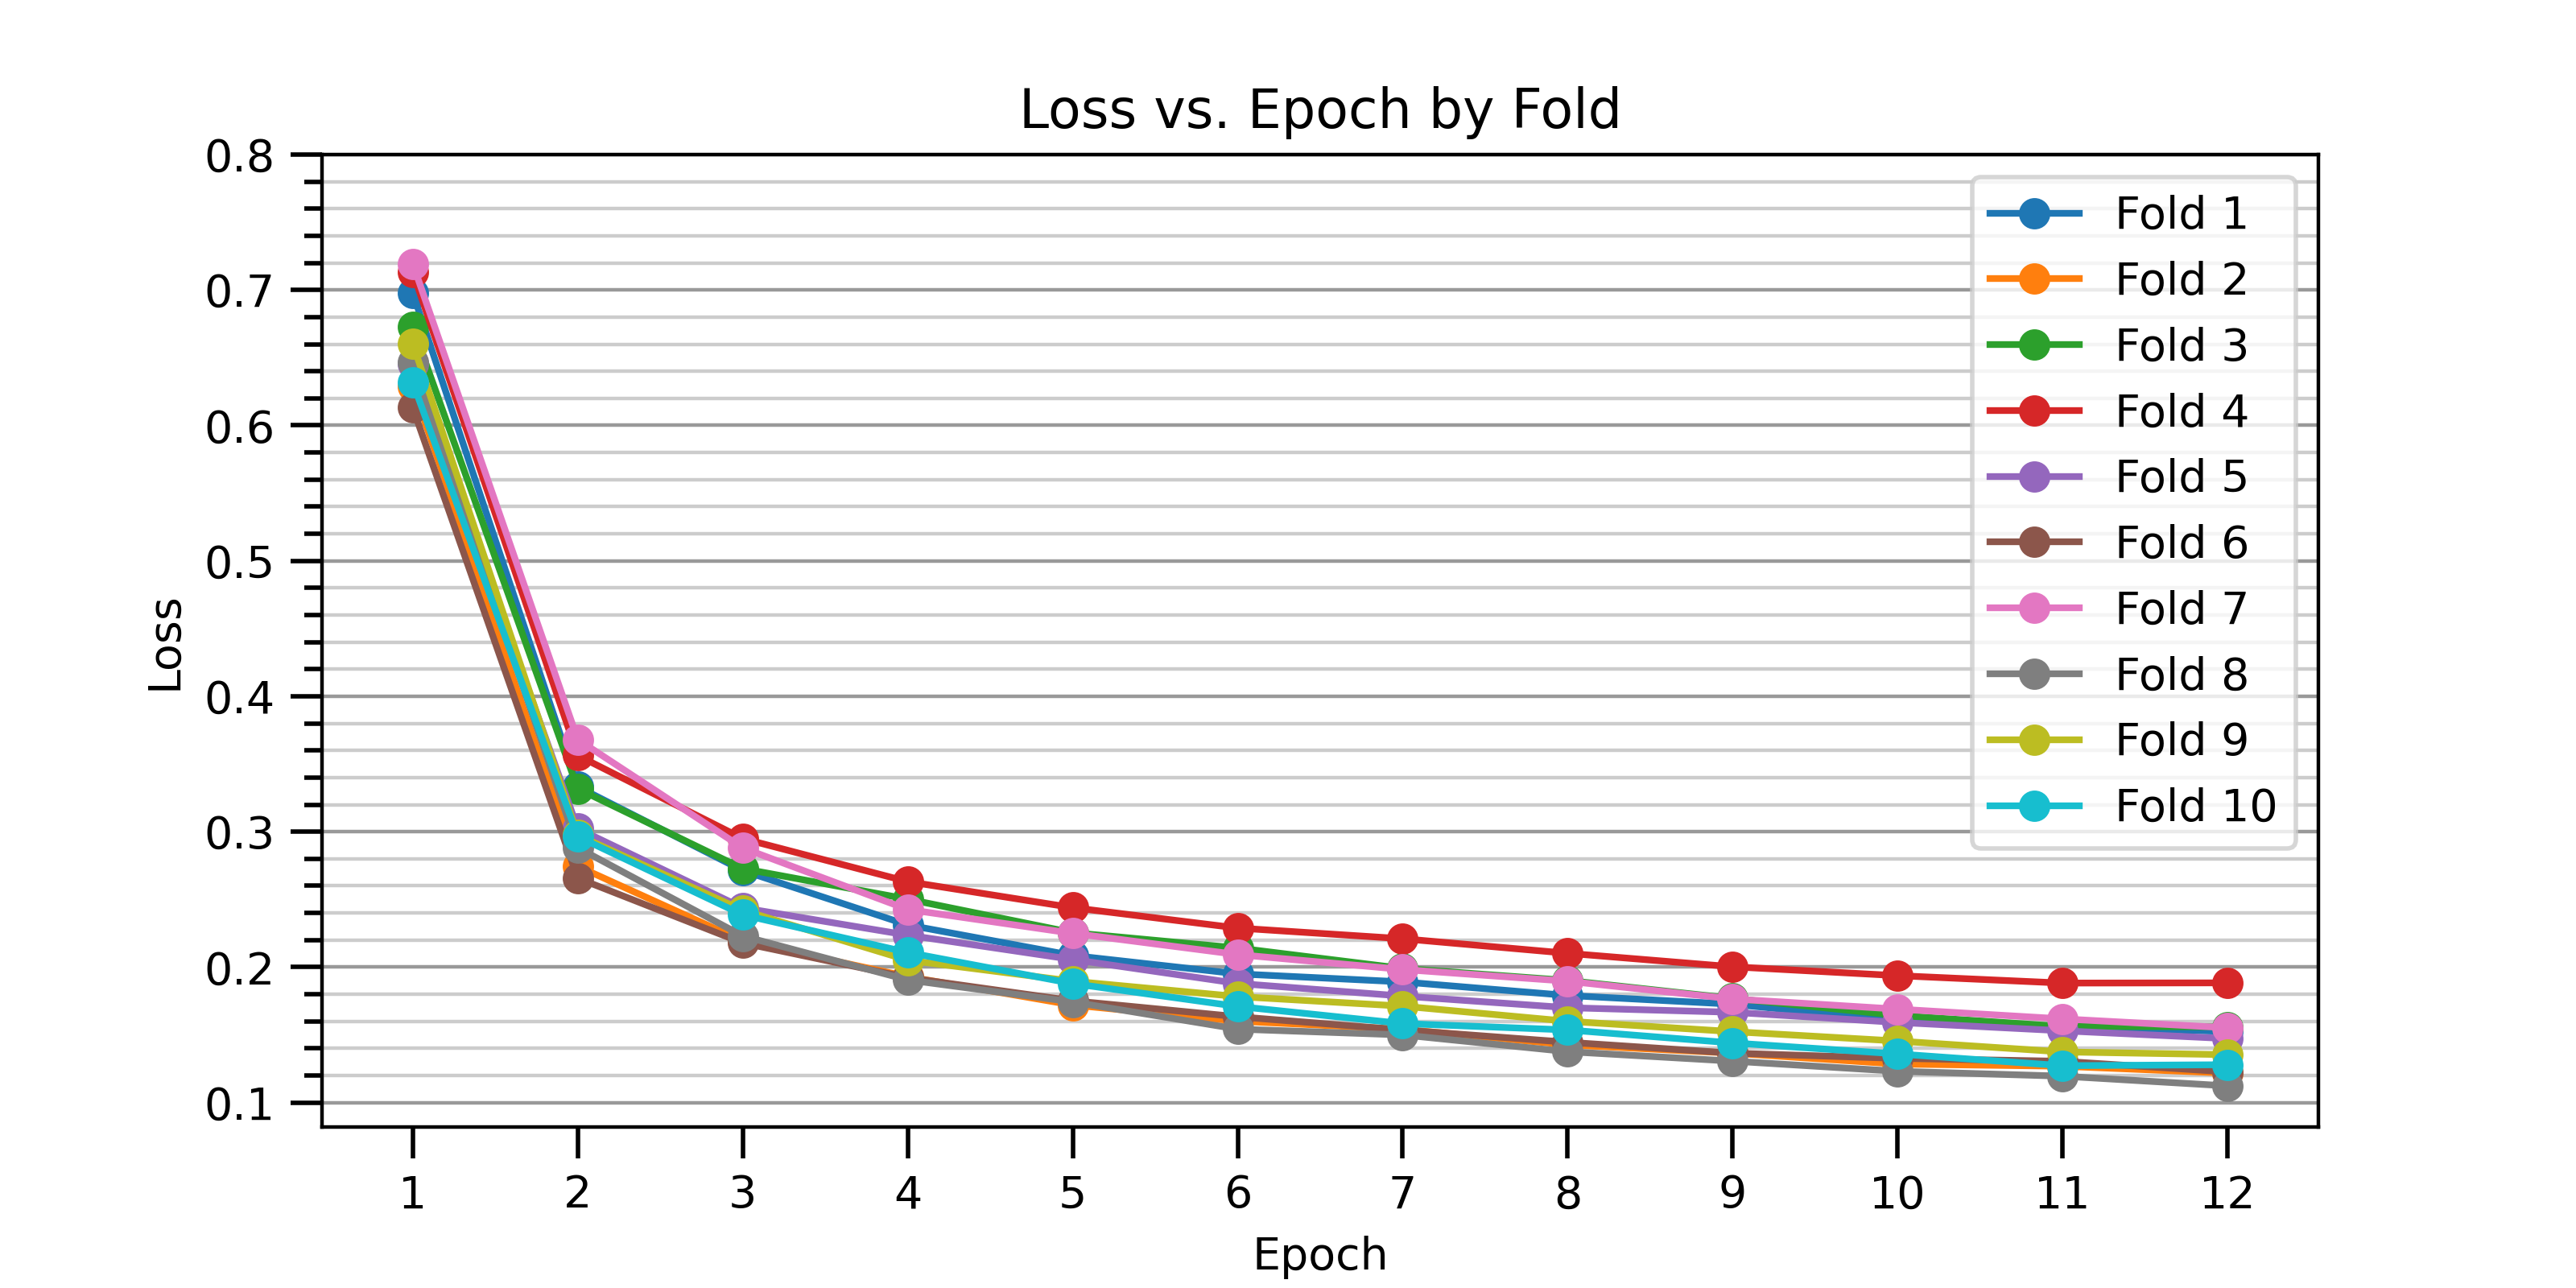 Loss vs. Epoch by Fold
0.8
0.7
0.6
0.5
0.4
0.3
0.2
0.1
Loss
Fold 1
Fold 2
Fold 3
Fold 4
Fold 5
Fold 6
Fold 7
Fold 8
Fold 9
Fold 10
1 2 3 4 5 6 7 8 9 10 11 12
Epoch